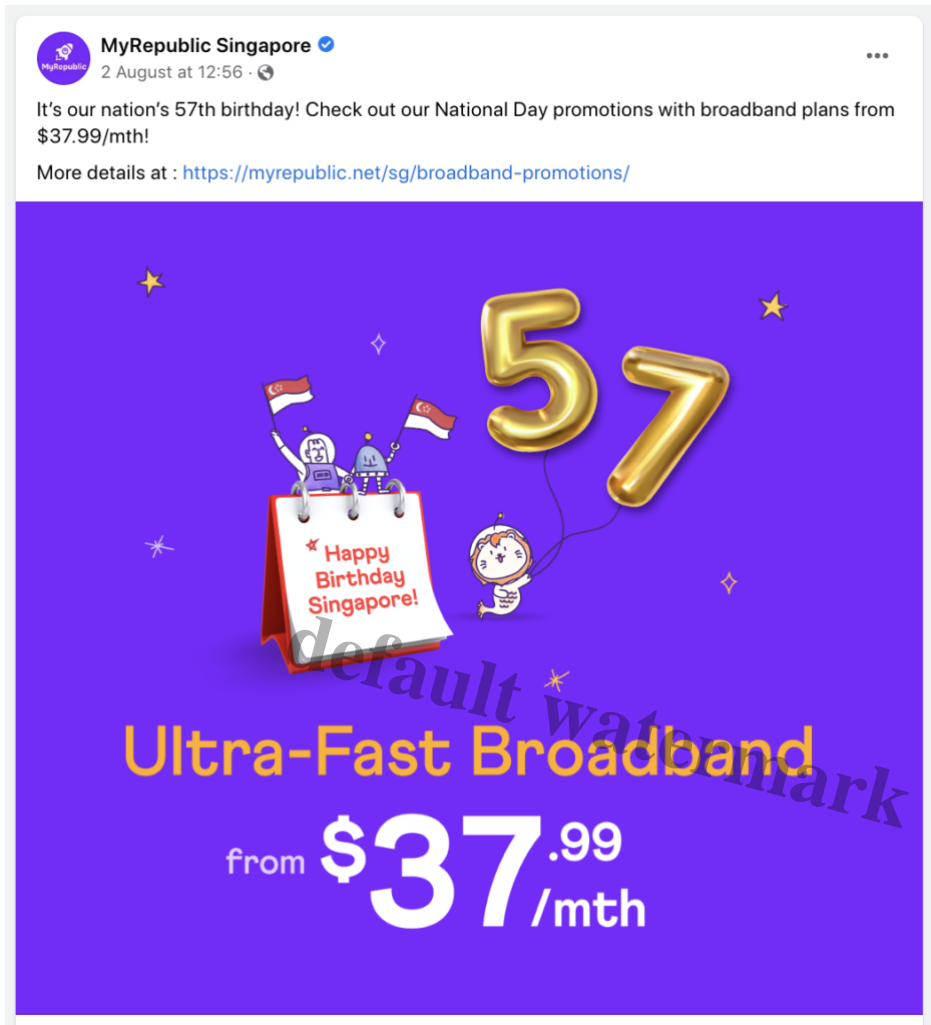 MyRepublic Singapore
MyRepublic
2 August at 12:56 ·
It's our nation's 57th birthday! Check out our National Day promotions with broadband plans from
$37.99/mth!
More details at : https://myrepublic.net/sg/broadband-promotions/
57
Happy
Birthday
Singapore!
default watermark
Ultra-Fast Broadband
from $37.99/mth